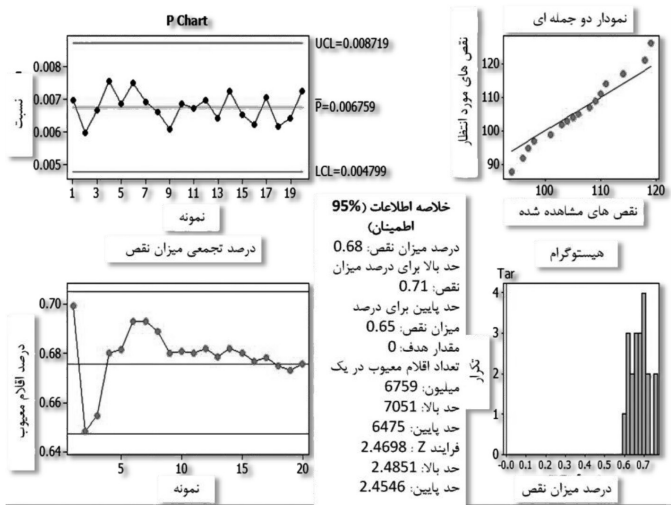 P Chart
UCL=0.008719
P̄=0.006759
LCL=0.004799
نسبت
0.008
0.007
0.006
0.005
1 3 5 7 9 11 13 15 17 19
نمونه
نمودار دو جمله ای
نقص های مورد انتظار
120
110
100
90
100 110 120
نقص های مشاهده شده
درصد تجمعی میزان نقص
درصد اقلام معیوب
0.70
0.68
0.66
0.64
5 10 15 20
نمونه
خلاصه اطلاعات (95%
اطمینان)
درصد میزان نقص: 0.68
حد بالا برای درصد میزان
نقص: 0.71
حد پایین برای درصد
میزان نقص: 0.65
مقدار هدف: 0
تعداد اقلام معیوب در یک
میلیون: 6759
حد بالا: 7051
حد پایین: 6475
فرایند Z : 2.4698
حد بالا: 2.4851
حد پایین: 2.4546
هیستوگرام
Tar
تکرار
4
3
2
1
0
-0.0 0.1 0.2 0.3 0.4 0.5 0.6 0.7
درصد میزان نقص